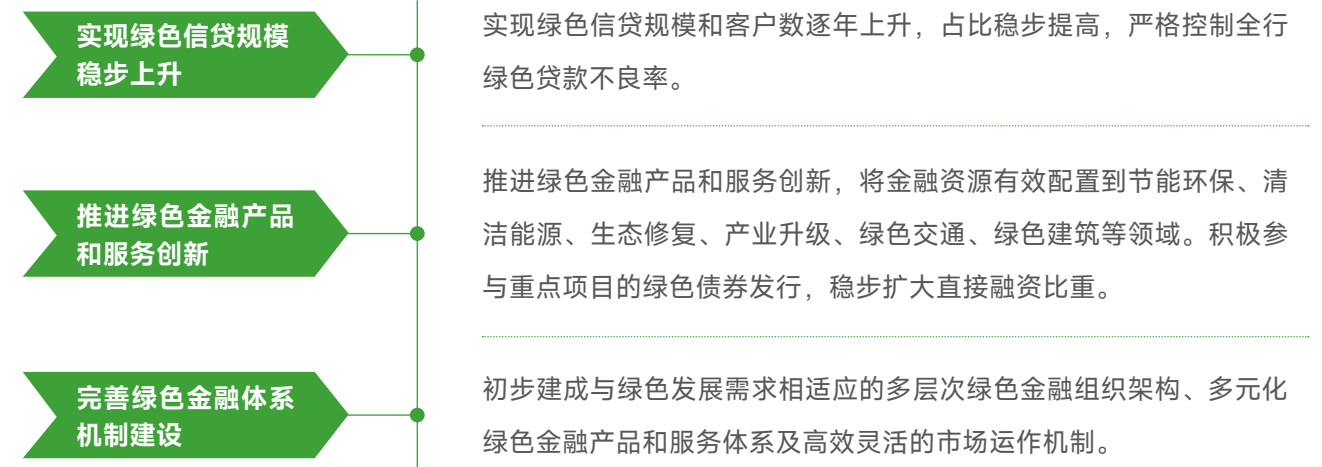 实现绿色信贷规模
稳步上升
实现绿色信贷规模和客户数逐年上升，占比稳步提高，严格控制全行
绿色贷款不良率。
推进绿色金融产品
和服务创新
推进绿色金融产品和服务创新，将金融资源有效配置到节能环保、清
洁能源、生态修复、产业升级、绿色交通、绿色建筑等领域。积极参
与重点项目的绿色债券发行，稳步扩大直接融资比重。
完善绿色金融体系
机制建设
初步建成与绿色发展需求相适应的多层次绿色金融组织架构、多元化
绿色金融产品和服务体系及高效灵活的市场运作机制。